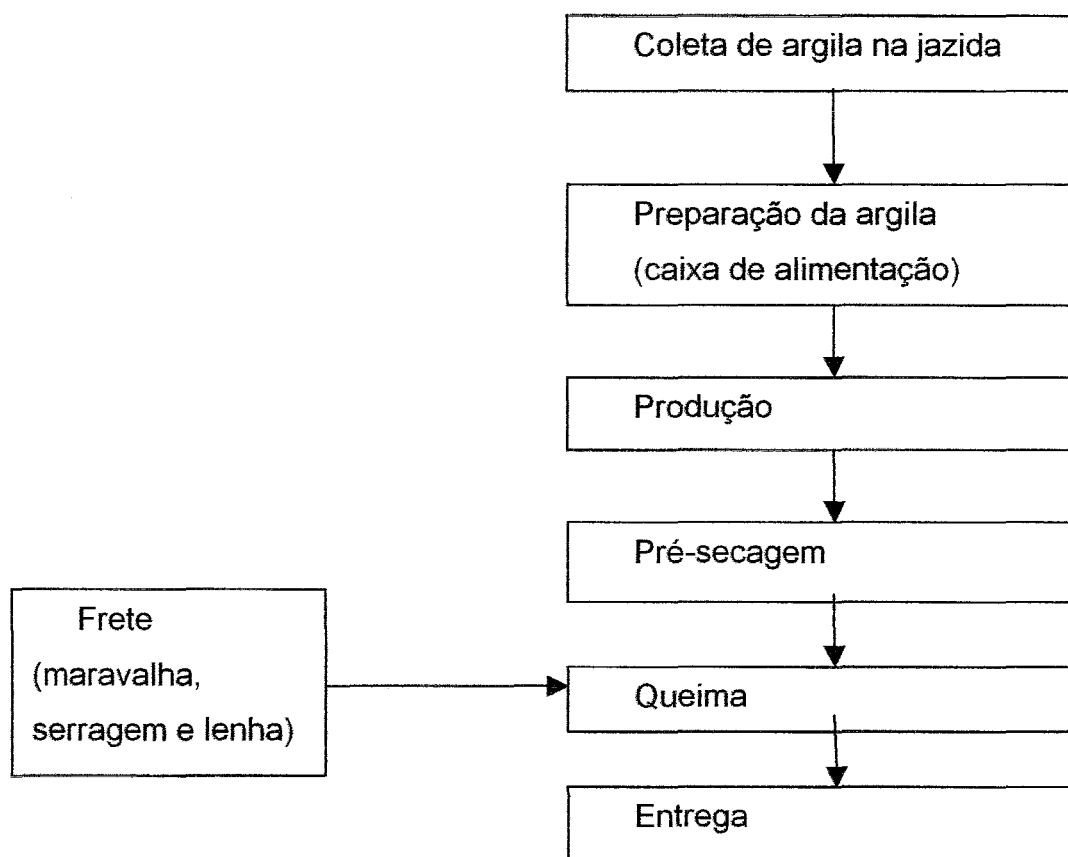 Coleta de argila na jazida
Preparação da argila
(caixa de alimentação)
Produção
Pré-secagem
Frete
(maravalha,
serragem e lenha)
Queima
Entrega